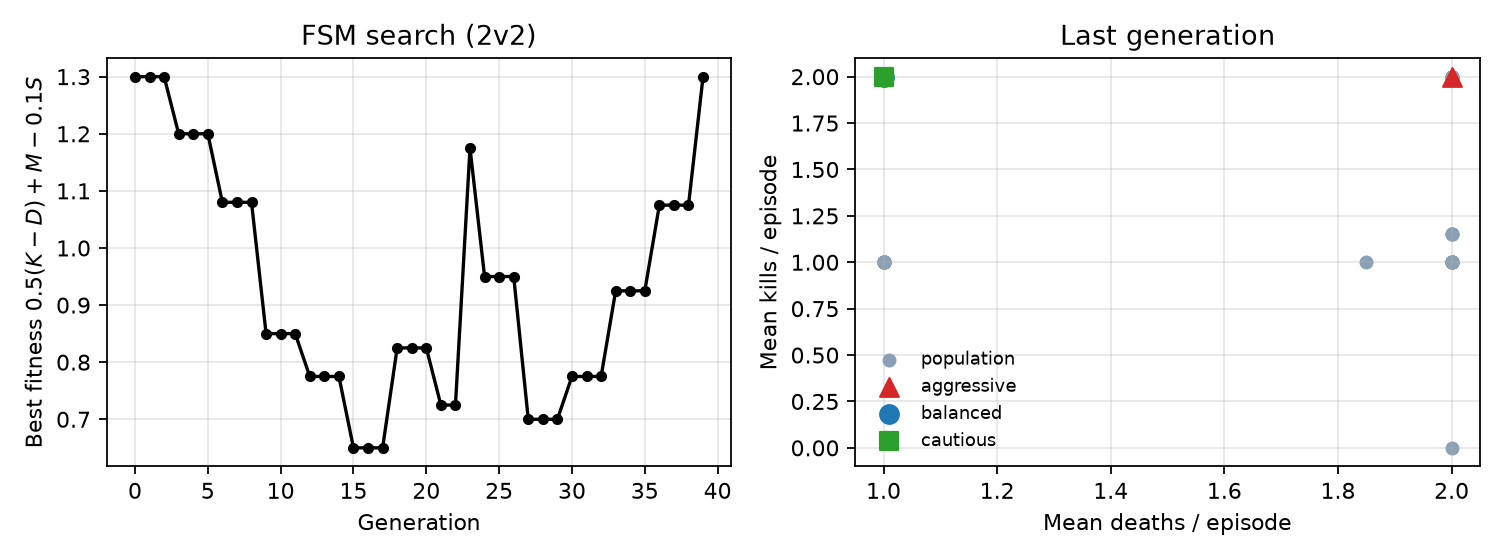 FSM search (2v2)
Best fitness 0.5(K − D) + M − 0.1S
1.3
1.2
1.1
1.0
0.9
0.8
0.7
0 5 10 15 20 25 30 35 40
Generation
Last generation
Mean kills / episode
2.00
1.75
1.50
1.25
1.00
0.75
0.50
0.25
0.00
population
aggressive
balanced
cautious
1.0 1.2 1.4 1.6 1.8 2.0
Mean deaths / episode